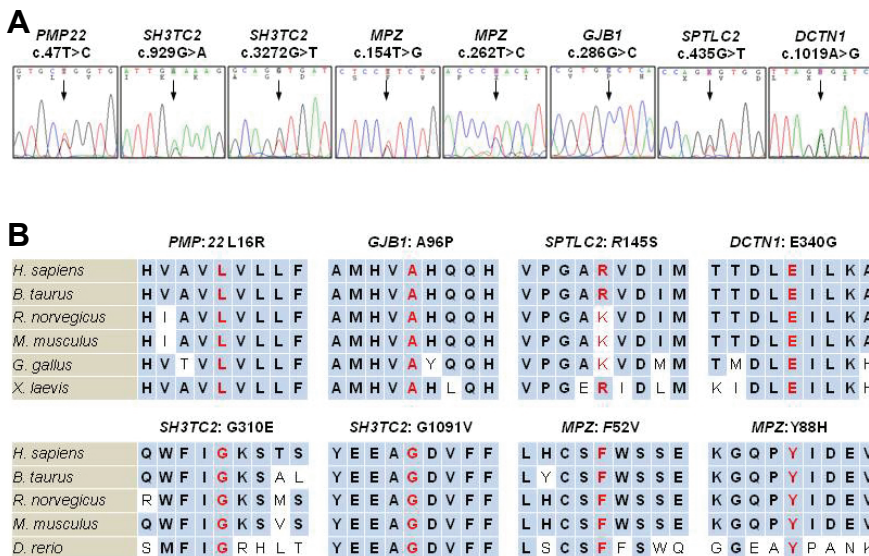 A
PMP22 SH3TC2 SH3TC2 MPZ MPZ GJB1 SPTLC2 DCTN1
c.47T>C c.929G>A c.3272G>T c.154T>G c.262T>C c.286G>C c.435G>T c.1019A>G
B
PMP:22 L16R GJB1: A96P SPTLC2: R145S DCTN1: E340G
H. sapiens H V A V L V L L F A M H V A H Q Q H V P G A R V D I M T T D L E I L K A
B. taurus H V A V L V L L F A M H V A H Q Q H V P G A R V D I M T T D L E I L K A
R. norvegicus H I A V L V L L F A M H V A H Q Q H V P G A K V D I M T T D L E I L K A
M. musculus H I A V L V L L F A M H V A H Q Q H V P G A K V D I M T T D L E I L K A
G. gallus H V T V L V L L F A M H V A Y Q Q H V P G A K V D M M T M D L E I L K H
X. laevis H V A V L V L L F A M H V A H L Q H V P G E R I D L M K I D L E I L K H
SH3TC2: G310E SH3TC2: G1091V MPZ: F52V MPZ: Y88H
H. sapiens Q W F I G K S T S Y E E A G D V F F L H C S F W S S E K G Q P Y I D E V
B. taurus Q W F I G K S A L Y E E A G D V F F L Y C S F W S S E K G Q P Y I D E V
R. norvegicus R W F I G K S M S Y E E A G D V F F L H C S F W S S E K G Q P Y I D E V
M. musculus Q W F I G K S V S Y E E A G D V F F L H C S F W S S E K G Q P Y I D E V
D. rerio S M F I G R H L T Y E E A G D V F F L S C S F F S W Q G G E A Y P A N K